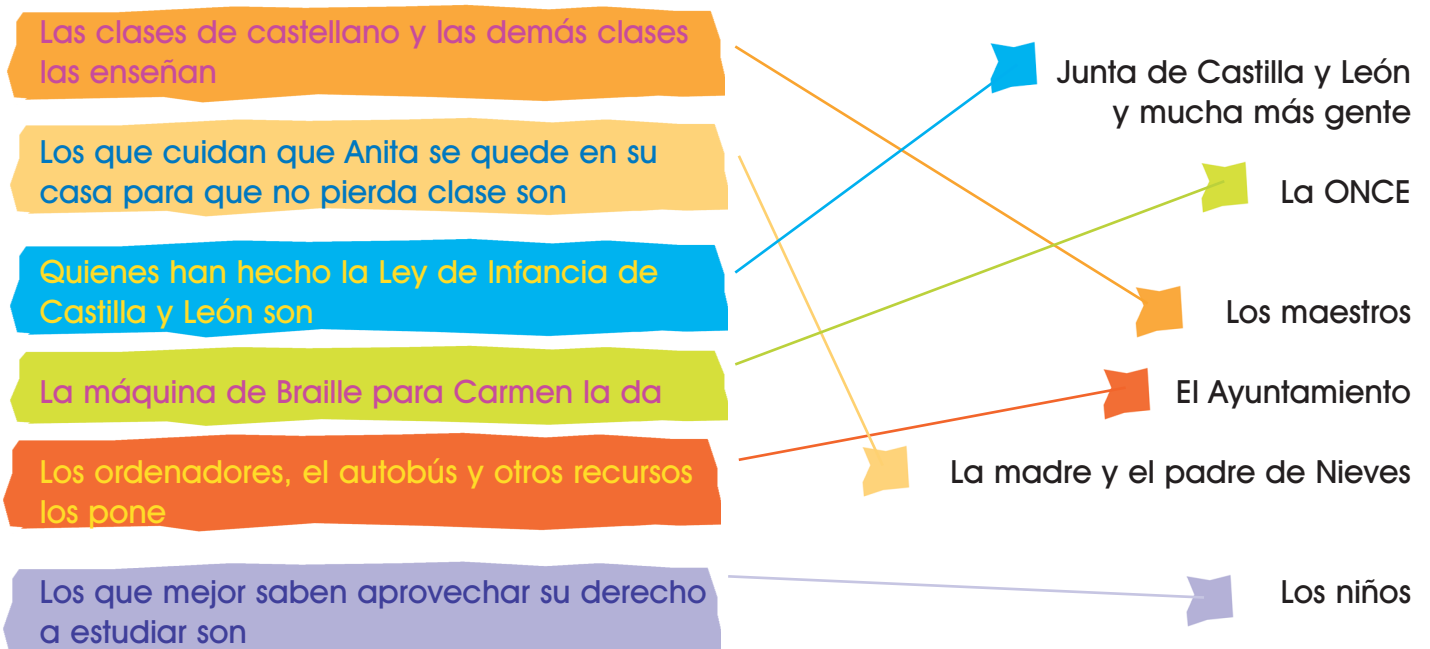 Las clases de castellano y las demás clases
las enseñan
Los que cuidan que Anita se quede en su
casa para que no pierda clase son
Quienes han hecho la Ley de Infancia de
Castilla y León son
La máquina de Braille para Carmen la da
Los ordenadores, el autobús y otros recursos
los pone
Los que mejor saben aprovechar su derecho
a estudiar son
Junta de Castilla y León
y mucha más gente
La ONCE
Los maestros
El Ayuntamiento
La madre y el padre de Nieves
Los niños